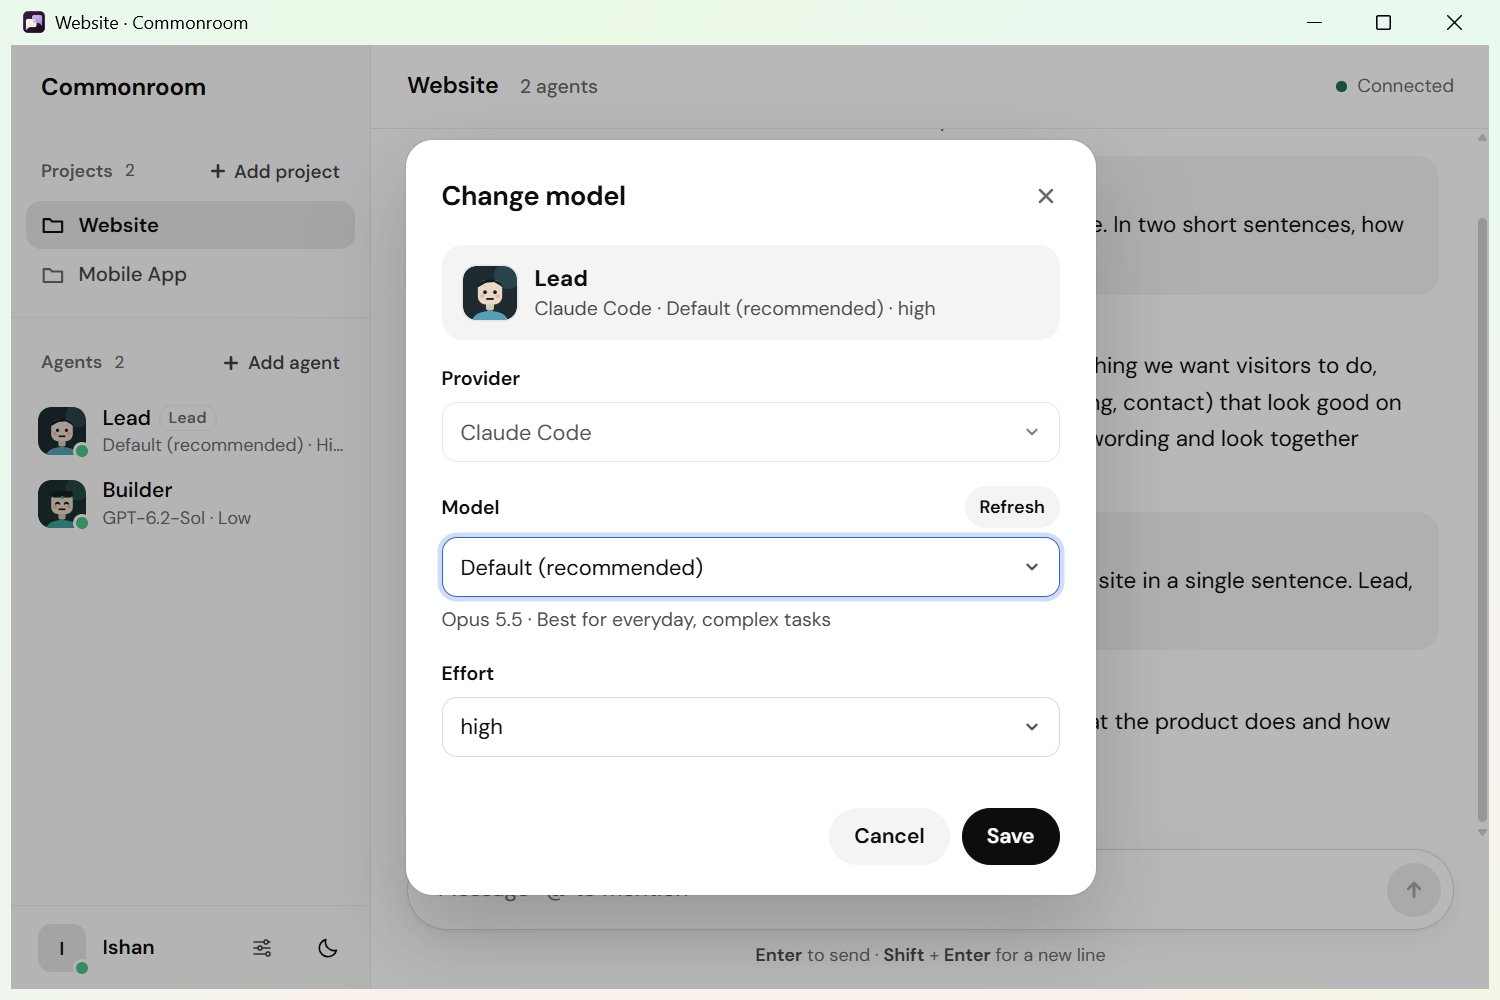 Website · Commonroom
Commonroom
Website 2 agents
Connected
Projects 2
+ Add project
Website
Mobile App
Agents 2
+ Add agent
Lead Lead
Default (recommended) · Hi...
Builder
GPT-6.2-Sol · Low
I
Ishan
e. In two short sentences, how
hing we want visitors to do,
ng, contact) that look good on
wording and look together
site in a single sentence. Lead,
at the product does and how
Change model
Lead
Claude Code · Default (recommended) · high
Provider
Claude Code
Model
Refresh
Default (recommended)
Opus 5.5 · Best for everyday, complex tasks
Effort
high
Cancel
Save
Enter to send · Shift + Enter for a new line